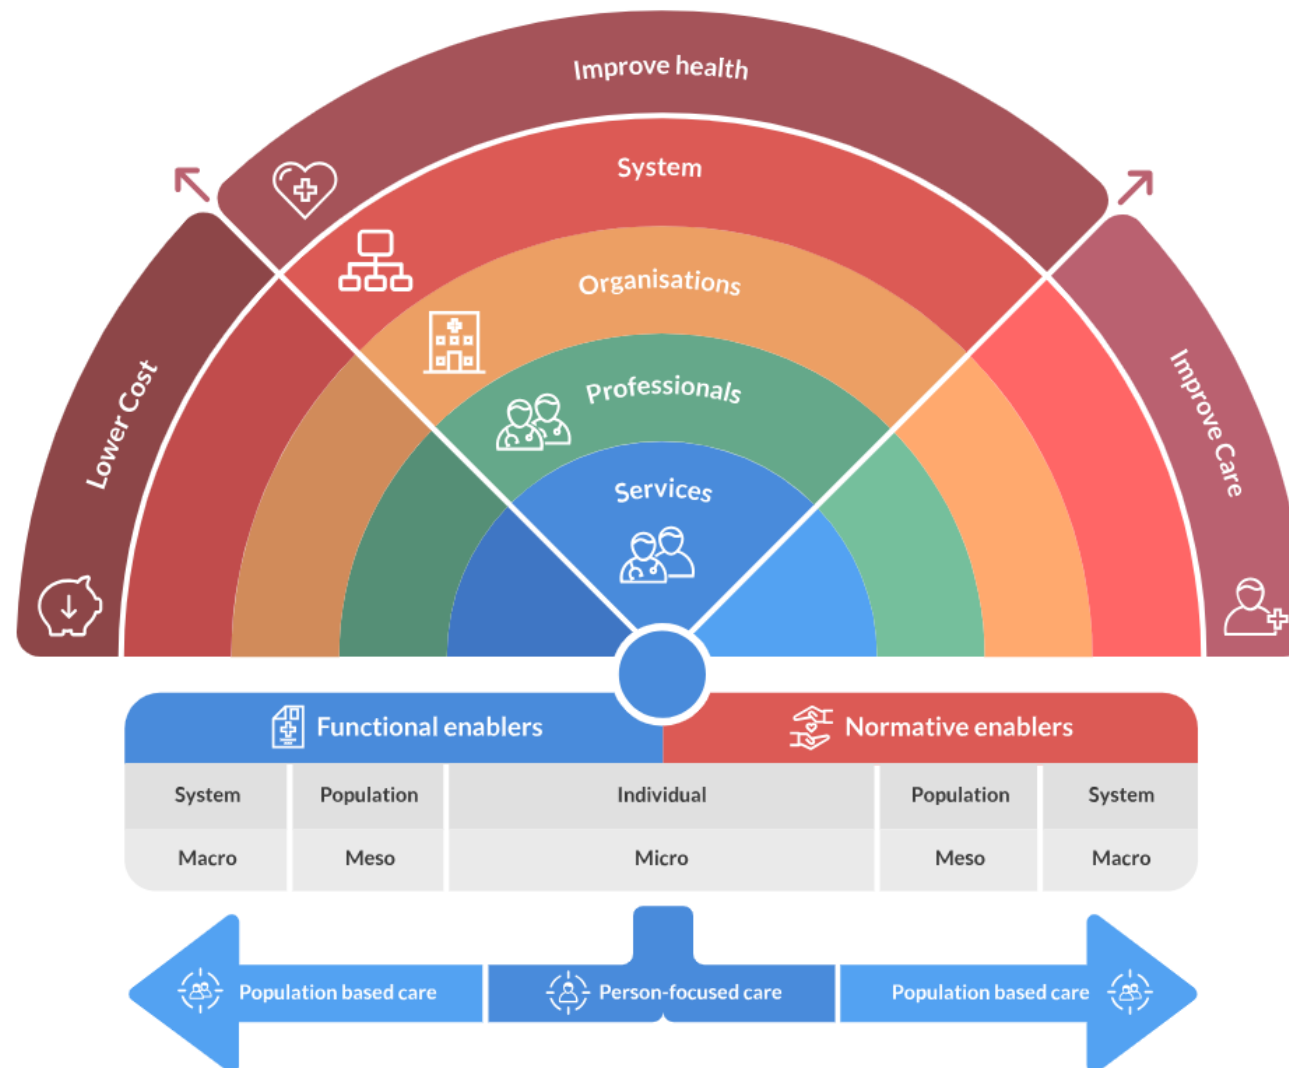 Improve health
System
Organisations
Professionals
Services
Lower Cost
Improve Care
Functional enablers
Normative enablers
System
Population
Individual
Population
System
Macro
Meso
Micro
Meso
Macro
Population based care
Person-focused care
Population based care